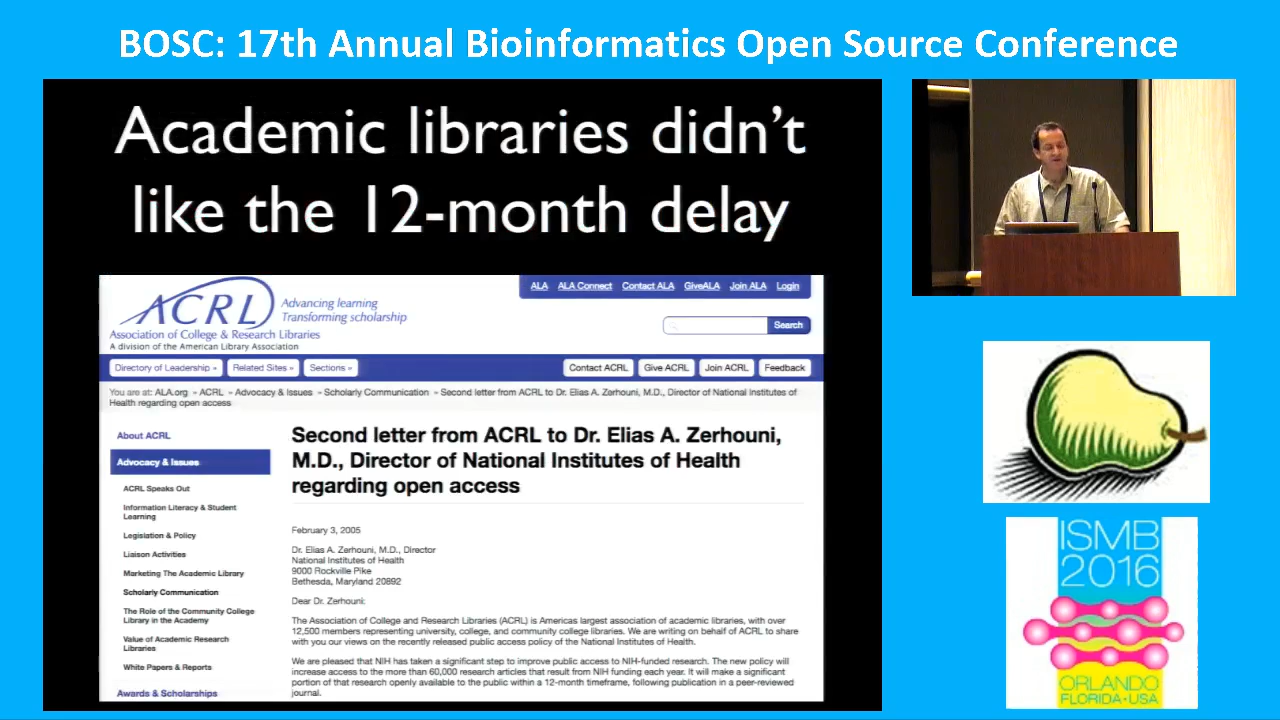 BOSC: 17th Annual Bioinformatics Open Source Conference
Academic libraries didn't
like the 12-month delay
ACRL
Advancing learning
Transforming scholarship
Association of College & Research Libraries
A division of the American Library Association
ALA ALA Connect Contact ALA GiveALA Join ALA Login
Search
Directory of Leadership » Related Sites » Sections » Contact ACRL Give ACRL Join ACRL Feedback
You are at: ALA.org » ACRL » Advocacy & Issues » Scholarly Communication » Second letter from ACRL to Dr. Elias A. Zerhouni, M.D., Director of National Institutes of
Health regarding open access
About ACRL
Advocacy & Issues
ACRL Speaks Out
Information Literacy & Student
Learning
Legislation & Policy
Liaison Activities
Marketing The Academic Library
Scholarly Communication
The Role of the Community College
Library in the Academy
Value of Academic Research
Libraries
White Papers & Reports
Awards & Scholarships
Second letter from ACRL to Dr. Elias A. Zerhouni,
M.D., Director of National Institutes of Health
regarding open access
February 3, 2005
Dr. Elias A. Zerhouni, M.D., Director
National Institutes of Health
9000 Rockville Pike
Bethesda, Maryland 20892
Dear Dr. Zerhouni:
The Association of College and Research Libraries (ACRL) is Americas largest association of academic libraries, with over
12,500 members representing university, college, and community college libraries. We are writing on behalf of ACRL to share
with you our views on the recently released public access policy of the National Institutes of Health.
We are pleased that NIH has taken a significant step to improve public access to NIH-funded research. The new policy will
increase access to the more than 60,000 research articles that result from NIH funding each year. It will make a significant
portion of that research openly available to the public within a 12-month timeframe, following publication in a peer-reviewed
journal.
ISMB
2016
ORLANDO
FLORIDA•USA